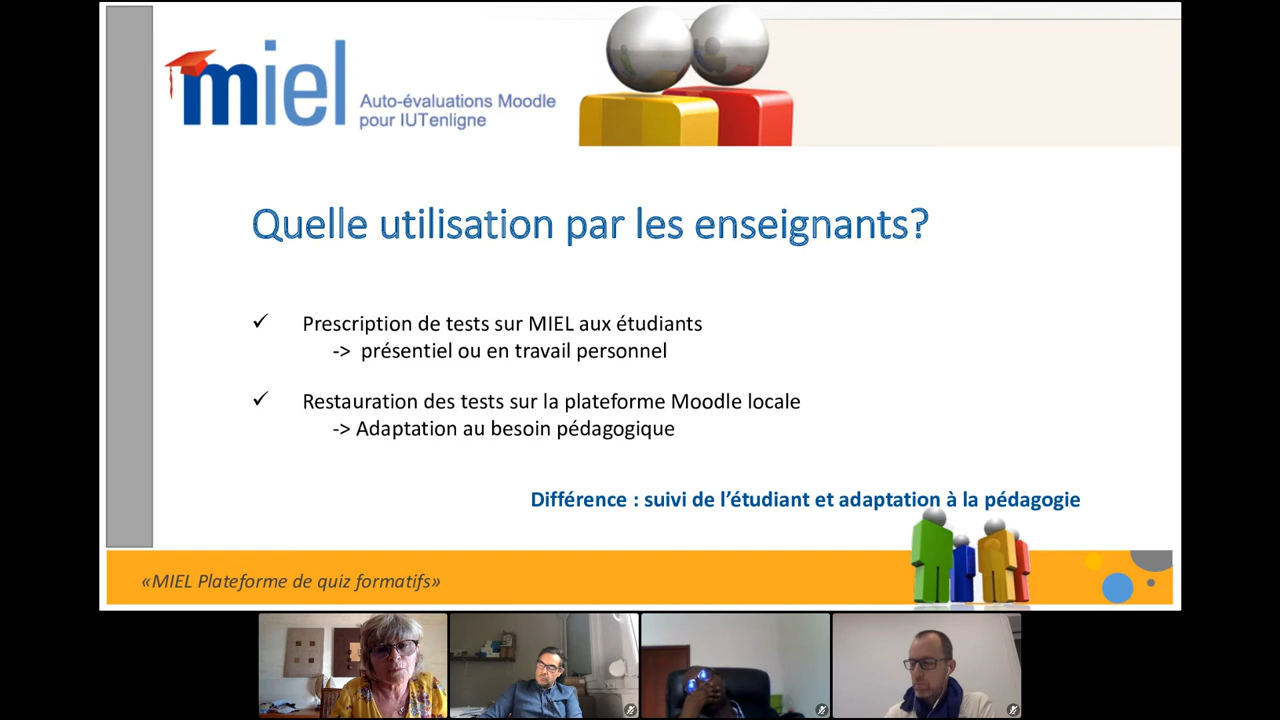 miel
Auto-évaluations Moodle
pour IUTenligne
Quelle utilisation par les enseignants?
✓ Prescription de tests sur MIEL aux étudiants
-> présentiel ou en travail personnel
✓ Restauration des tests sur la plateforme Moodle locale
-> Adaptation au besoin pédagogique
Différence : suivi de l’étudiant et adaptation à la pédagogie
«MIEL Plateforme de quiz formatifs»